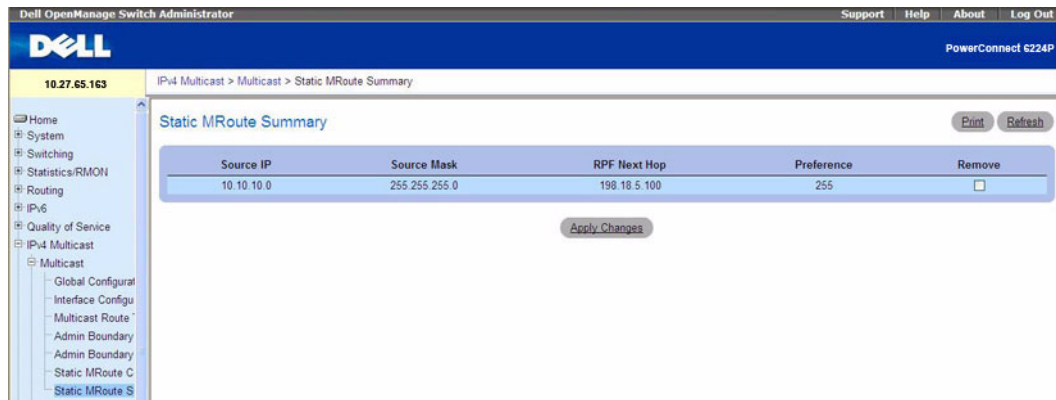 Dell OpenManage Switch Administrator
Support Help About Log Out
DELL
PowerConnect 6224P
10.27.65.163
IPv4 Multicast > Multicast > Static MRoute Summary
Home
System
Switching
Statistics/RMON
Routing
IPv6
Quality of Service
IPv4 Multicast
Multicast
Global Configurat
Interface Configu
Multicast Route
Admin Boundary
Admin Boundary
Static MRoute C
Static MRoute S
Static MRoute Summary
Print Refresh
Source IP Source Mask RPF Next Hop Preference Remove
10.10.10.0 255.255.255.0 198.18.5.100 255
Apply Changes